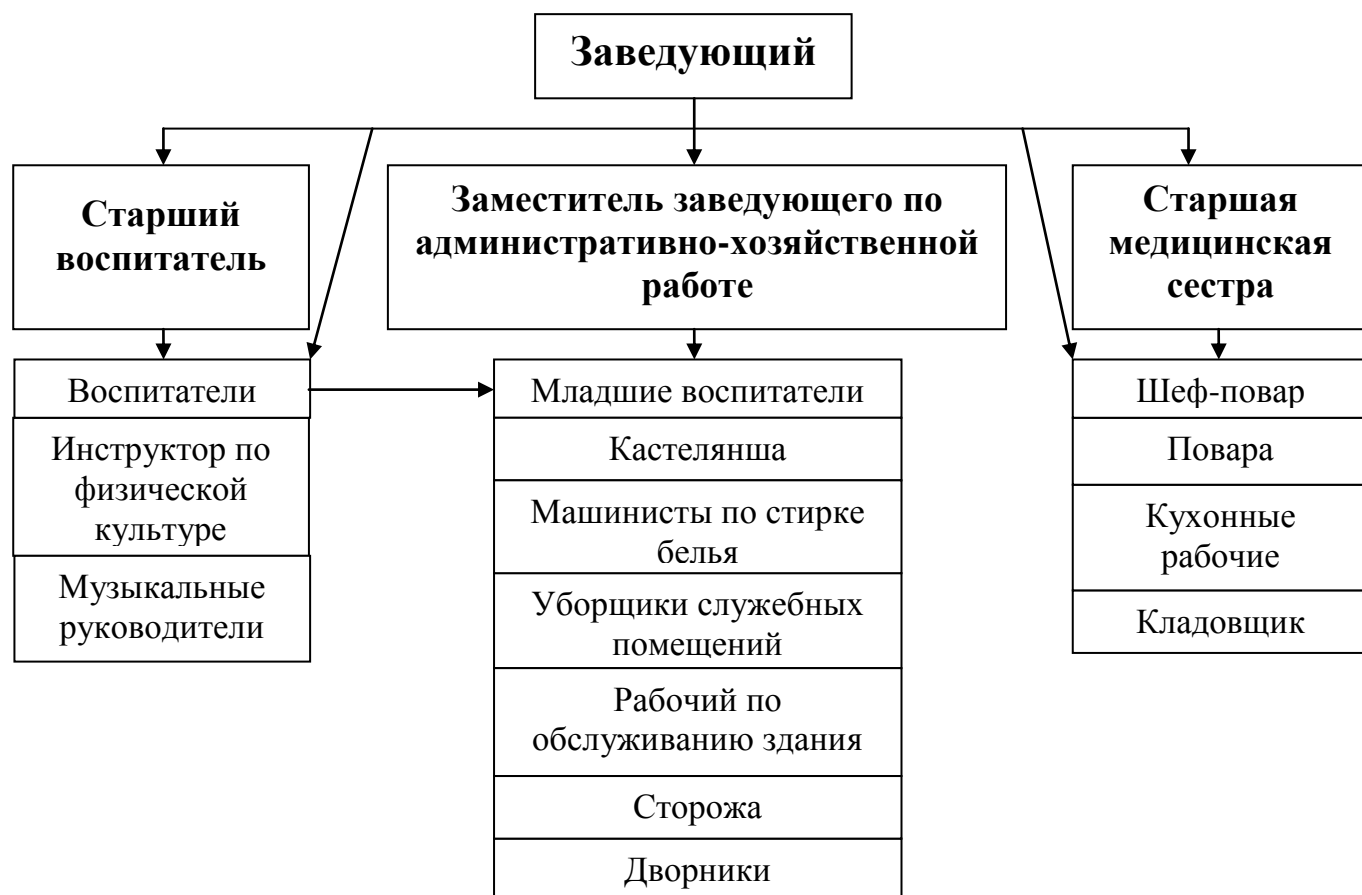 Заведующий
Старший
воспитатель
Заместитель заведующего по
административно-хозяйственной
работе
Старшая
медицинская
сестра
Воспитатели
Инструктор по
физической
культуре
Музыкальные
руководители
Младшие воспитатели
Кастелянша
Машинисты по стирке
белья
Уборщики служебных
помещений
Рабочий по
обслуживанию здания
Сторожа
Дворники
Шеф-повар
Повара
Кухонные
рабочие
Кладовщик